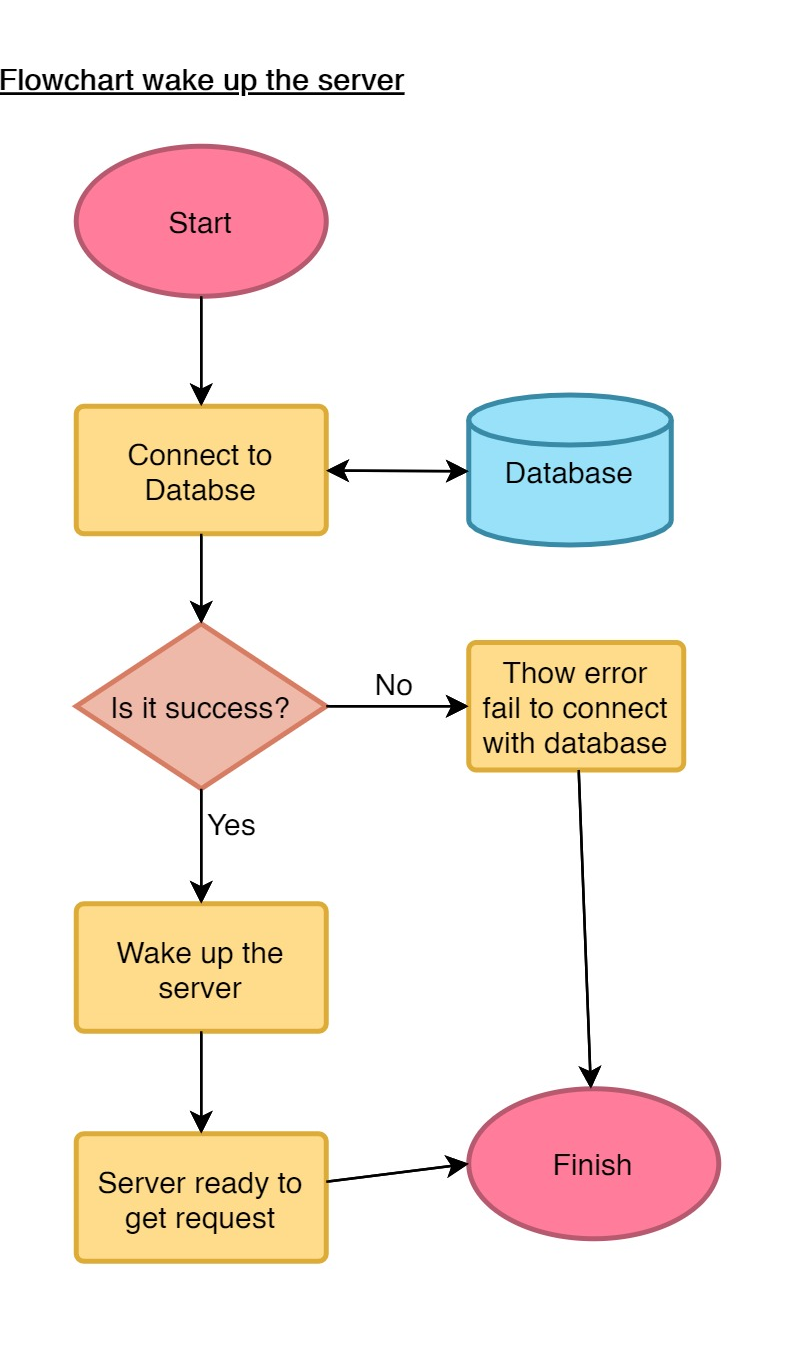 Flowchart wake up the server
Start
Connect to
Databse
Database
Is it success?
No
Thow error
fail to connect
with database
Yes
Wake up the
server
Server ready to
get request
Finish